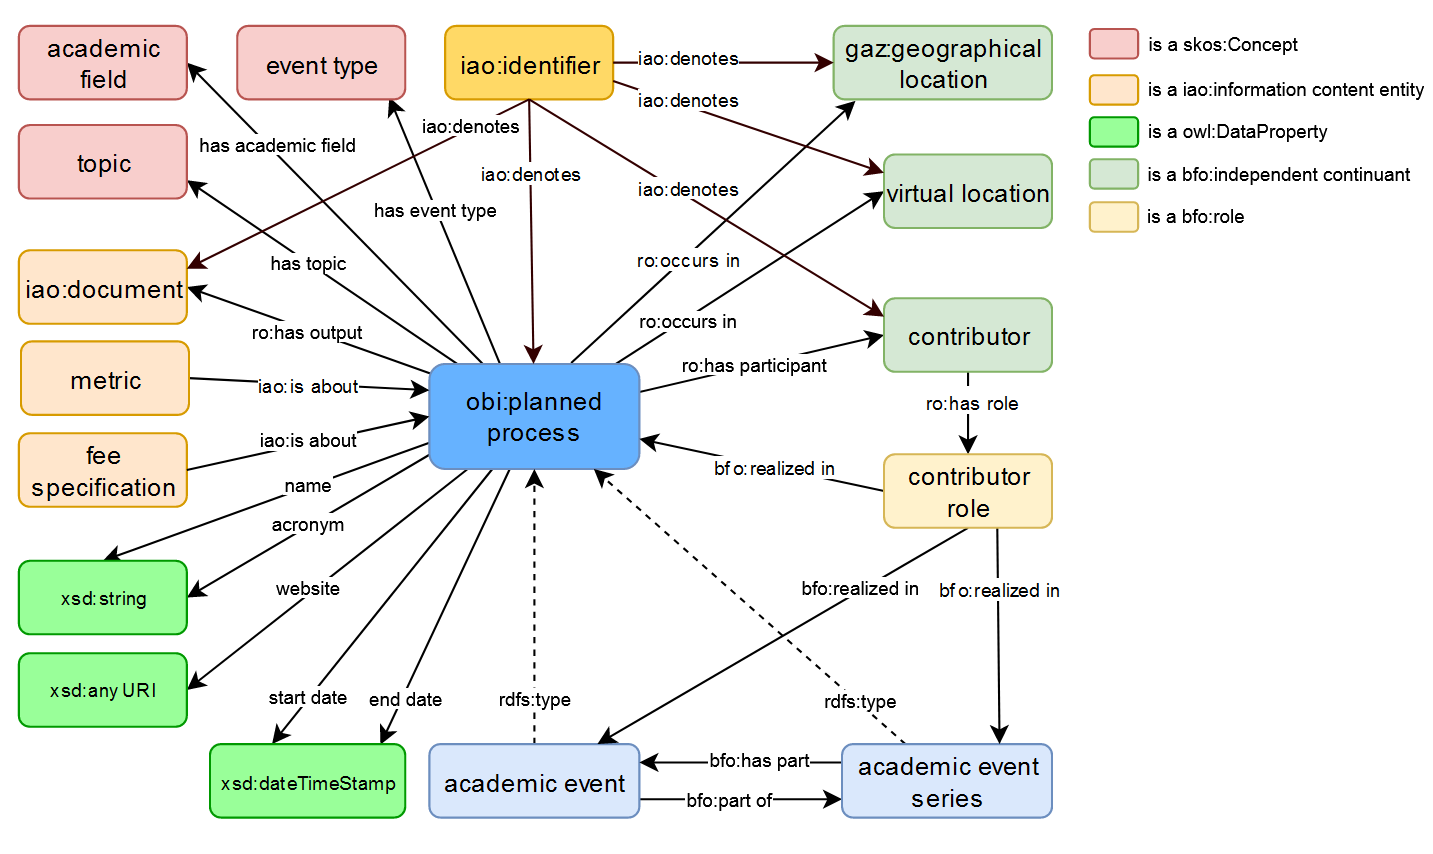 academic
field
event type
iao:identifier
gaz:geographical
location
is a skos:Concept
is a iao:information content entity
is a owl:DataProperty
is a bfo:independent continuant
is a bfo:role
iao:denotes
iao:denotes
iao:denotes
has academic field
topic
iao:denotes
iao:denotes
virtual location
has event type
has topic
ro:occurs in
iao:document
ro:has output
ro:occurs in
contributor
metric
iao:is about
ro:has participant
obi:planned
process
ro:has role
fee
specification
iao:is about
name
acronym
bfo:realized in
contributor
role
xsd:string
website
bfo:realized in
bfo:realized in
xsd:any URI
start date
end date
rdfs:type
rdfs:type
xsd:dateTimeStamp
academic event
bfo:has part
bfo:part of
academic event
series